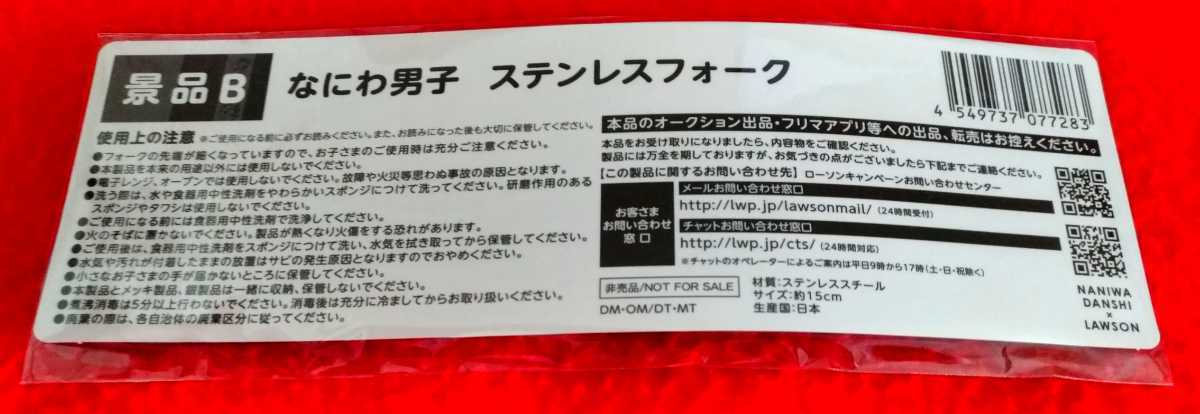 景品B
なにわ男子 ステンレスフォーク
使用上の注意 ※ご使用になる前に必ずお読みください。また、お読みになった後も大切に保管してください。
●フォークの先端が細くなっていますので、お子さまのご使用時は充分ご注意ください。
●本製品を本来の用途以外には使用しないでください。
●電子レンジ、オーブンでは使用しないでください。故障や火災等思わぬ事故の原因となります。
●洗う際は、水や食器用中性洗剤をやわらかいスポンジにつけて洗ってください。研磨作用のある
スポンジやタワシは使用しないでください。
●ご使用になる前には食器用中性洗剤で洗浄してください。
●火のそばに置かないでください。製品が熱くなり火傷をする恐れがあります。
●ご使用後は、食器用中性洗剤をスポンジにつけて洗い、水気を拭き取ってから保管してください。
●水気や汚れが付着したままの放置はサビの発生原因となりますのでおやめください。
●小さなお子さまの手が届かないところに保管してください。
●本製品とメッキ製品、銀製品は一緒に収納、保管しないでください。
●煮沸消毒は5分以上行わないでください。消毒後は充分に冷ましてからお取り扱いください。
●廃棄の際は、各自治体の廃棄区分に従ってください。
4 549737 077283
本品のオークション出品・フリマアプリ等への出品、転売はお控えください。
本品をお受け取りになりましたら、内容物をご確認ください。
製品には万全を期しておりますが、お気づきの点がございましたら下記までご連絡ください。
【この製品に関するお問い合わせ先】 ローソンキャンペーンお問い合わせセンター
お客さま
お問い合わせ
窓口
メールお問い合わせ窓口
http://lwp.jp/lawsonmail/ (24時間受付)
チャットお問い合わせ窓口
http://lwp.jp/cts/ (24時間対応)
※チャットのオペレーターによるご案内は平日9時から17時(土・日・祝除く)
非売品/NOT FOR SALE
DM・OM/DT・MT
材質：ステンレススチール
サイズ：約15cm
生産国：日本
NANIWA
DANSHI
×
LAWSON